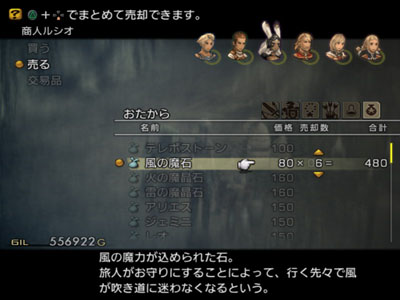 ? ●+✥でまとめて売却できます。
商人ルシオ
買う
売る
交易品
おたから
名前 価格 売却数 合計
テレポストーン 100
風の魔石 80× 06= 480
火の魔晶石 160
雷の魔晶石 160
アリエス 150
ジェミニ 150
レオ
GIL 556922G
風の魔力が込められた石。
旅人がお守りにすることによって、行く先々で風
が吹き道に迷わなくなるという。